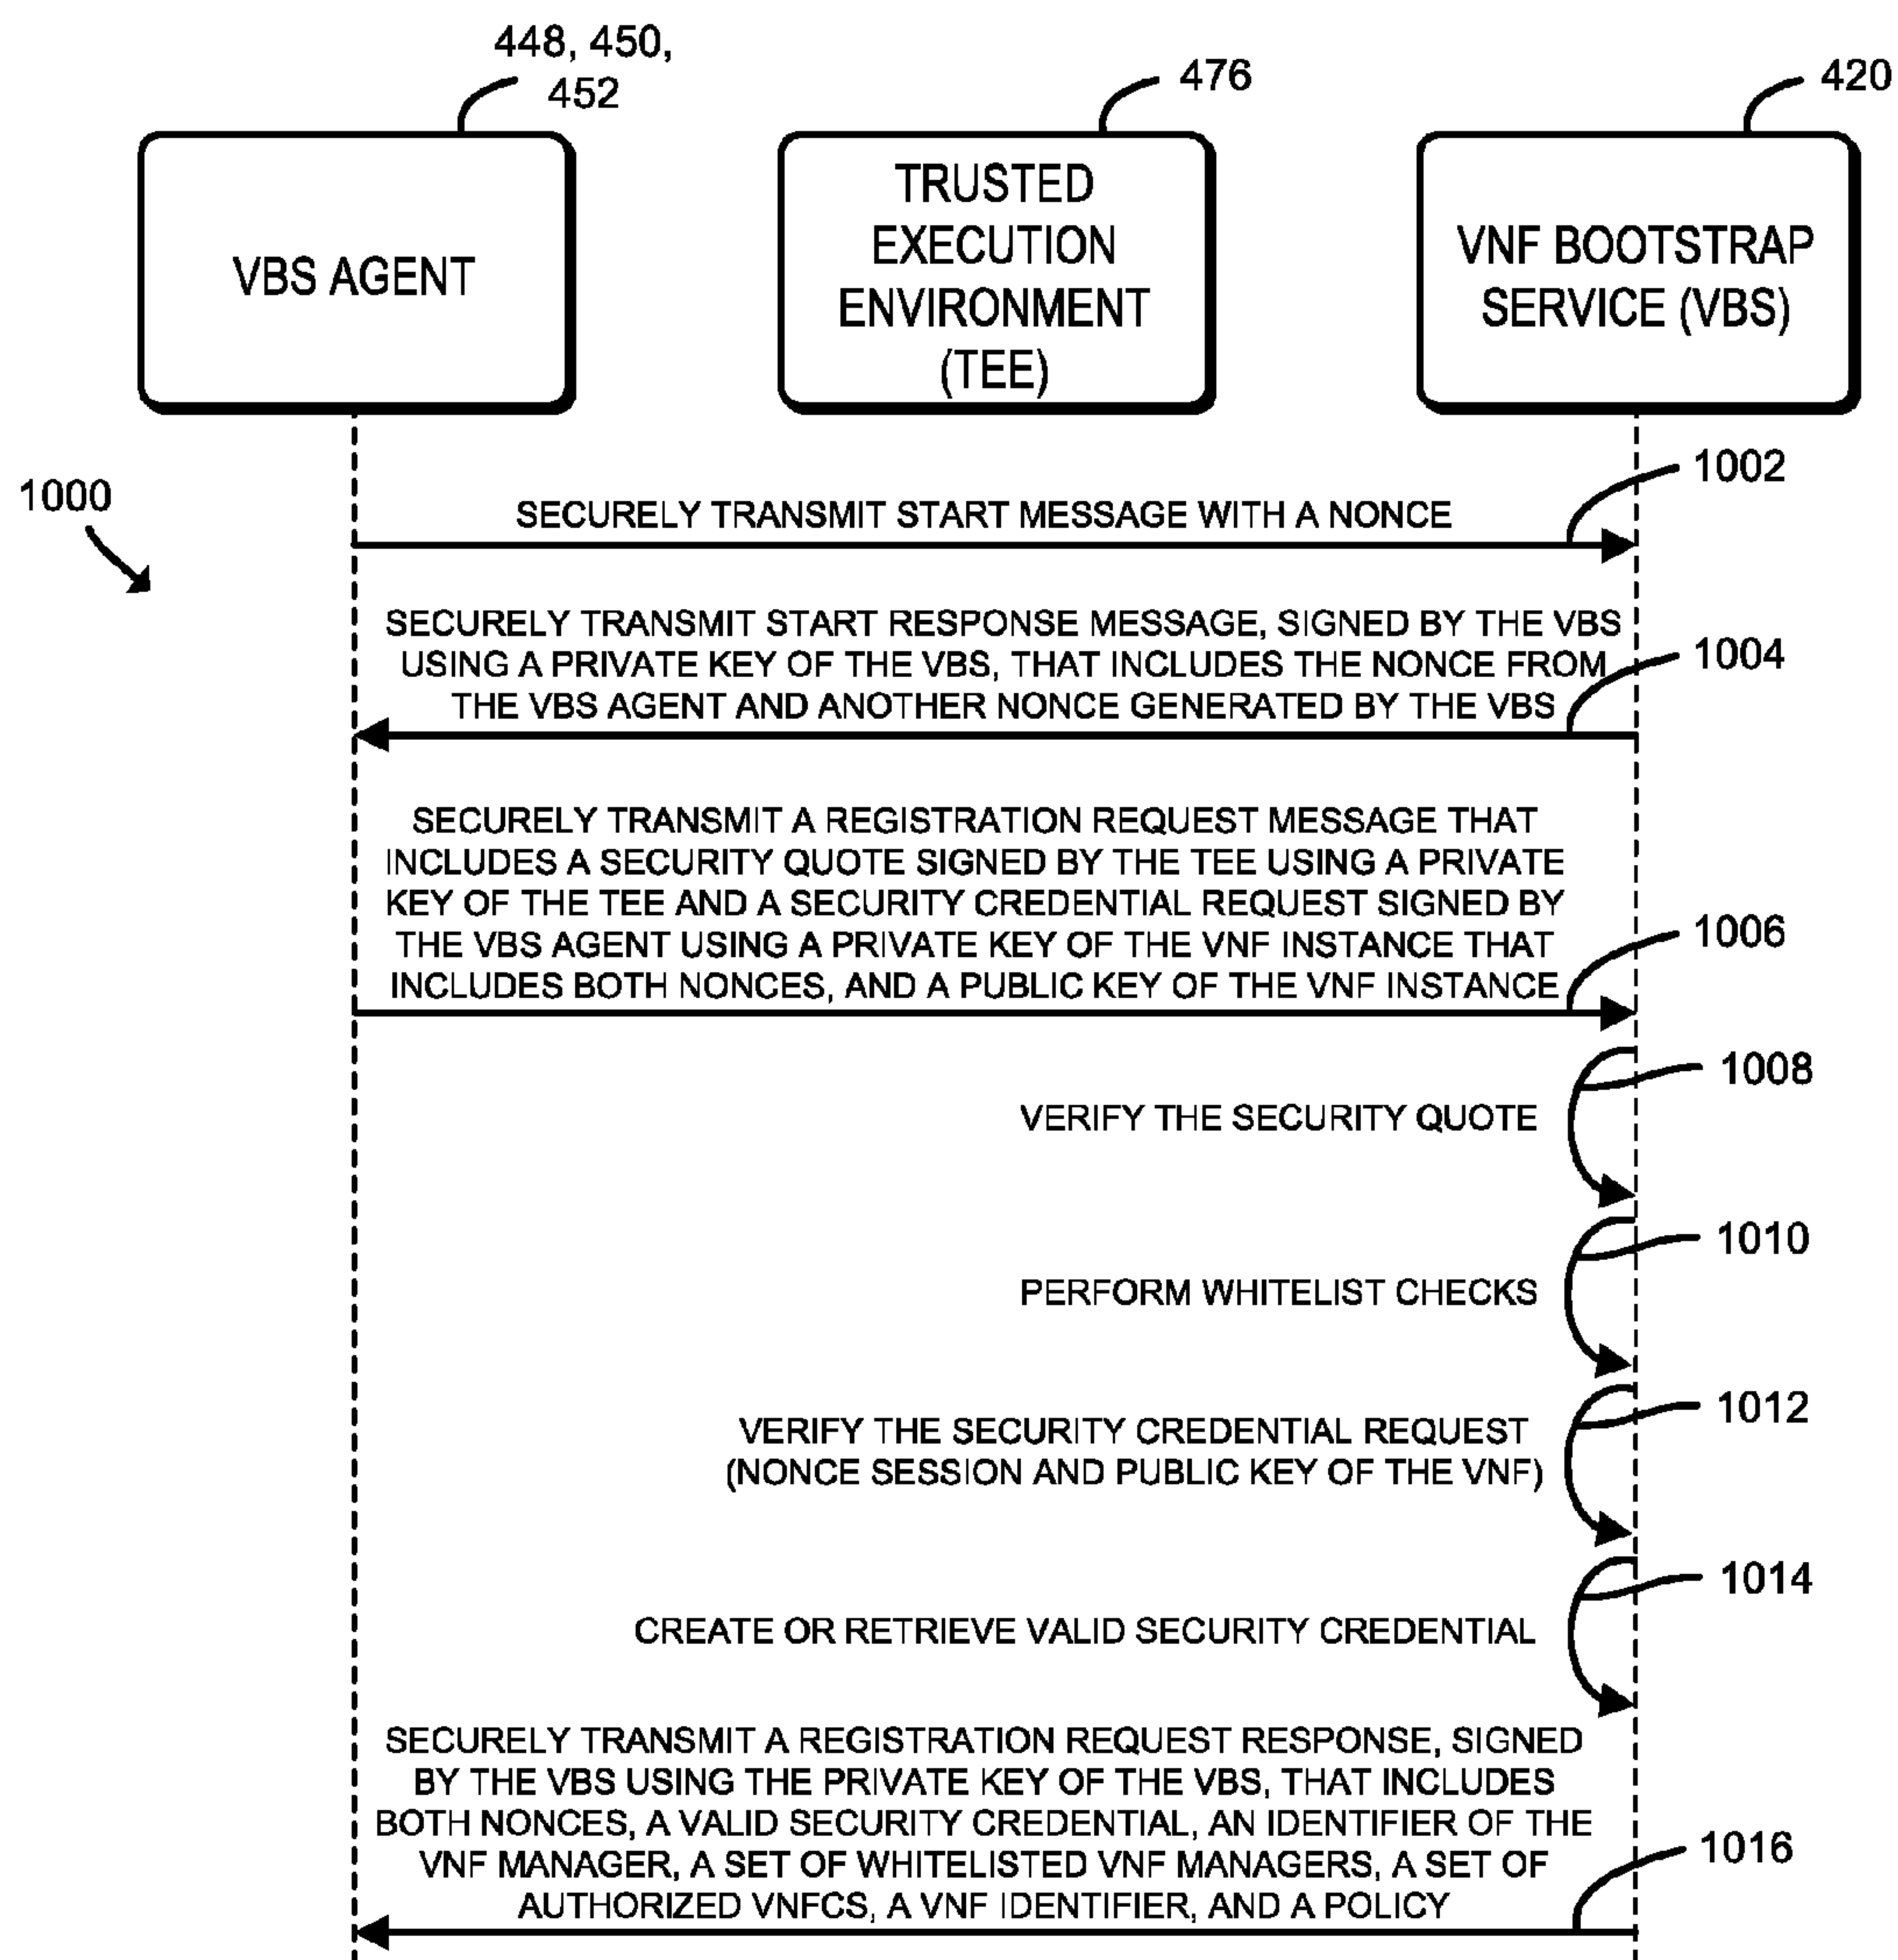 448, 450,
452
476
420
VBS AGENT
TRUSTED
EXECUTION
ENVIRONMENT
(TEE)
VNF BOOTSTRAP
SERVICE (VBS)
1000
1002
SECURELY TRANSMIT START MESSAGE WITH A NONCE
SECURELY TRANSMIT START RESPONSE MESSAGE, SIGNED BY THE VBS
USING A PRIVATE KEY OF THE VBS, THAT INCLUDES THE NONCE FROM
THE VBS AGENT AND ANOTHER NONCE GENERATED BY THE VBS
1004
SECURELY TRANSMIT A REGISTRATION REQUEST MESSAGE THAT
INCLUDES A SECURITY QUOTE SIGNED BY THE TEE USING A PRIVATE
KEY OF THE TEE AND A SECURITY CREDENTIAL REQUEST SIGNED BY
THE VBS AGENT USING A PRIVATE KEY OF THE VNF INSTANCE THAT
INCLUDES BOTH NONCES, AND A PUBLIC KEY OF THE VNF INSTANCE
1006
1008
VERIFY THE SECURITY QUOTE
1010
PERFORM WHITELIST CHECKS
1012
VERIFY THE SECURITY CREDENTIAL REQUEST
(NONCE SESSION AND PUBLIC KEY OF THE VNF)
1014
CREATE OR RETRIEVE VALID SECURITY CREDENTIAL
SECURELY TRANSMIT A REGISTRATION REQUEST RESPONSE, SIGNED
BY THE VBS USING THE PRIVATE KEY OF THE VBS, THAT INCLUDES
BOTH NONCES, A VALID SECURITY CREDENTIAL, AN IDENTIFIER OF THE
VNF MANAGER, A SET OF WHITELISTED VNF MANAGERS, A SET OF
AUTHORIZED VNFCS, A VNF IDENTIFIER, AND A POLICY
1016